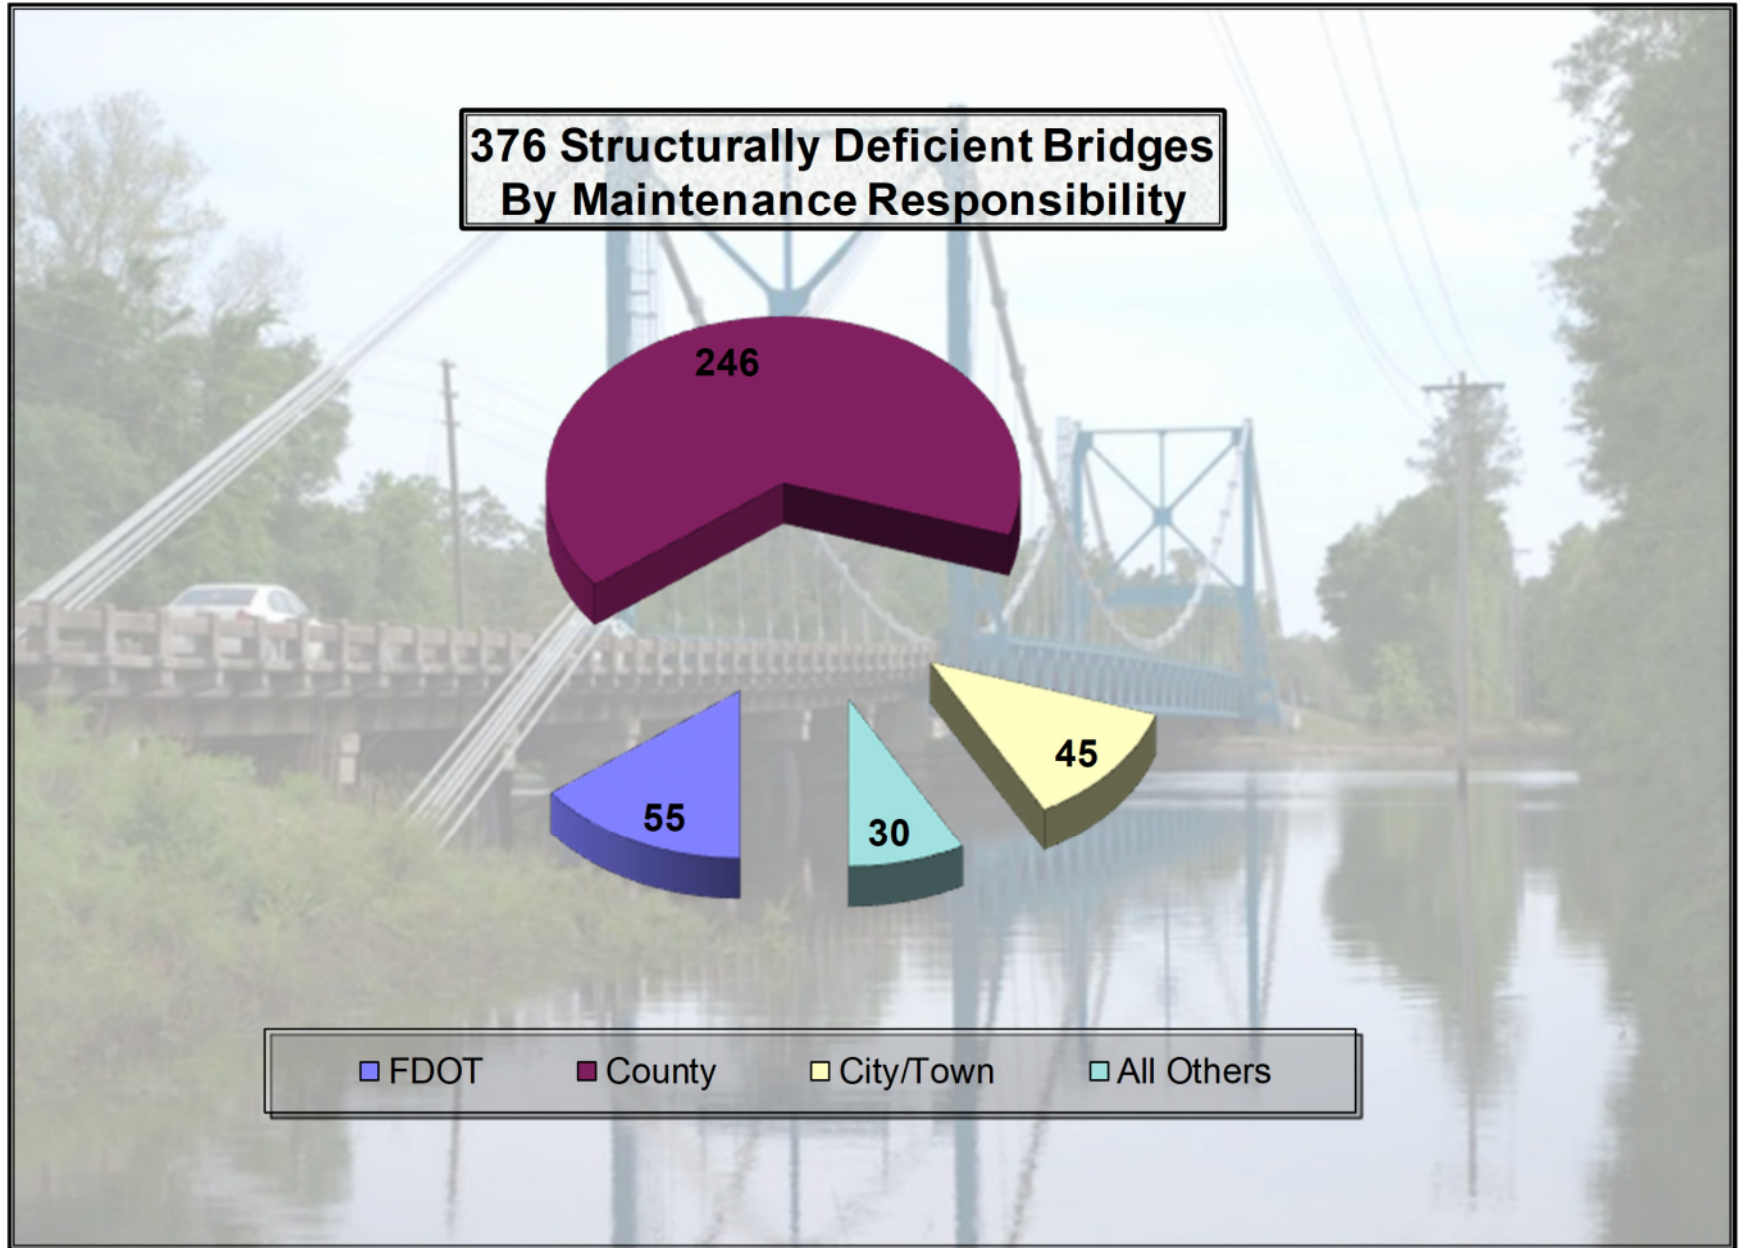 376 Structurally Deficient Bridges
By Maintenance Responsibility
246
45
55
30
FDOT County City/Town All Others